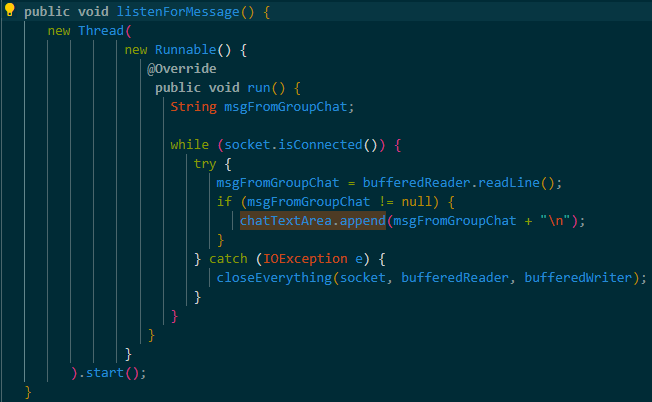 public void listenForMessage() {
new Thread(
new Runnable() {
@Override
public void run() {
String msgFromGroupChat;
while (socket.isConnected()) {
try {
msgFromGroupChat = bufferedReader.readLine();
if (msgFromGroupChat != null) {
chatTextArea.append(msgFromGroupChat + "\n");
}
} catch (IOException e) {
closeEverything(socket, bufferedReader, bufferedWriter);
}
}
}
}
).start();
}